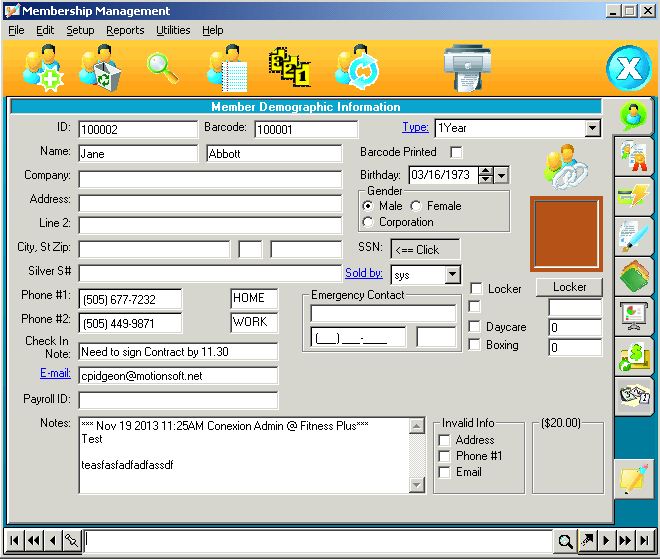 Membership Management
File Edit Setup Reports Utilities Help
3 2 1
Member Demographic Information
ID: 100002 Barcode: 100001 Type: 1Year
Name: Jane Abbott Barcode Printed
Company: Birthday: 03/16/1973
Address: Gender
Male Female
Line 2: Corporation
City, St Zip: SSN: <== Click
Silver S# Sold by: sys
Phone #1: (505) 677-7232 HOME Emergency Contact Locker Locker
Phone #2: (505) 449-9871 WORK (___) ___-____ Daycare 0
Check In
Note: Need to sign Contract by 11.30 Boxing 0
E-mail: cpidgeon@motionsoft.net
Payroll ID:
Notes: *** Nov 19 2013 11:25AM Conexion Admin @ Fitness Plus*** Invalid Info ($20.00)
Test Address
Phone #1
teasfasfadfadfassdf Email